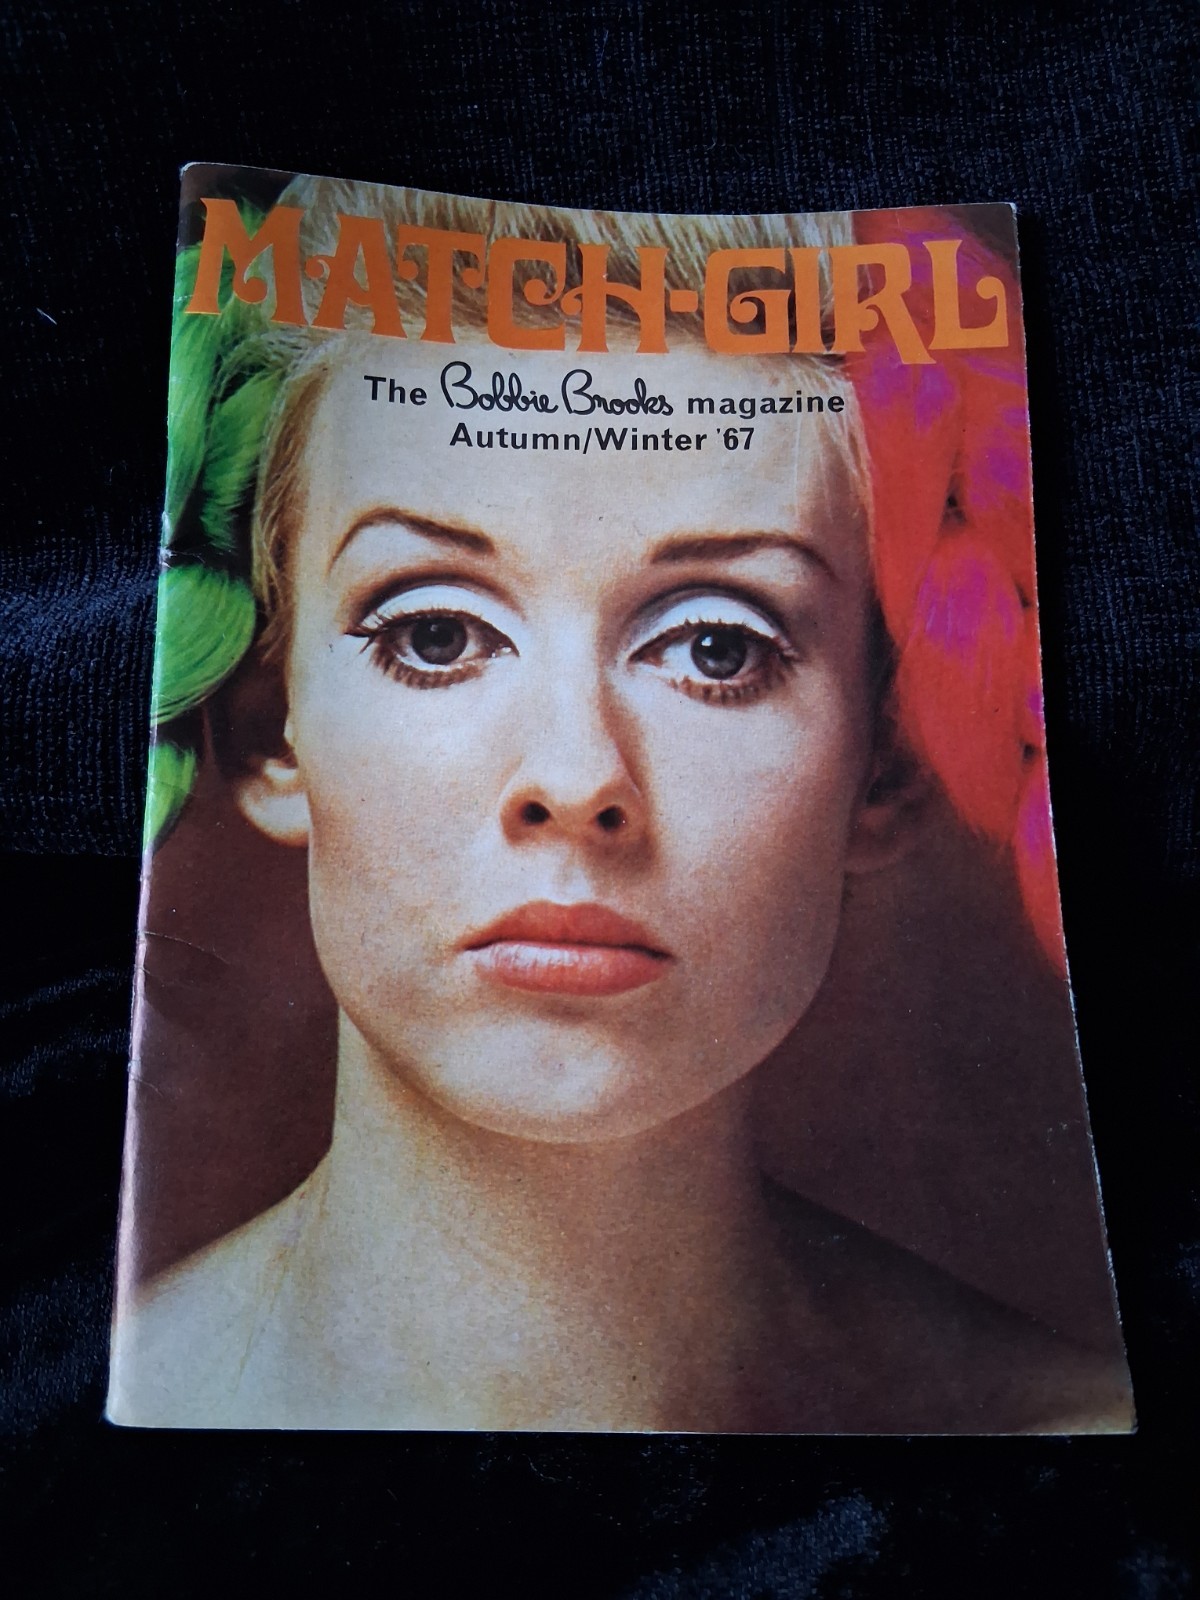 MATCH-GIRL
The Bobbie Brooks magazine
Autumn/Winter '67